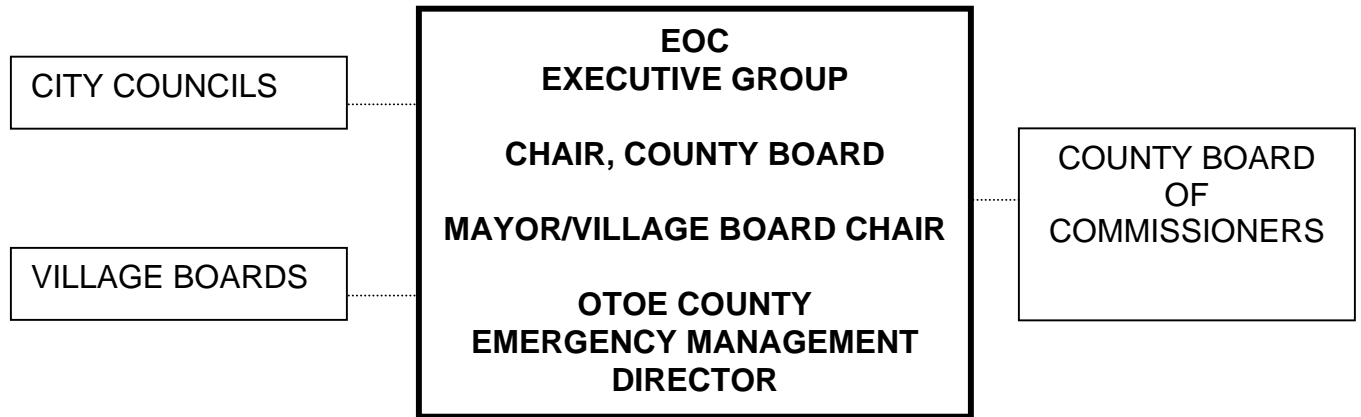 CITY COUNCILS
VILLAGE BOARDS
EOC
EXECUTIVE GROUP
CHAIR, COUNTY BOARD
MAYOR/VILLAGE BOARD CHAIR
OTOE COUNTY
EMERGENCY MANAGEMENT
DIRECTOR
COUNTY BOARD
OF
COMMISSIONERS